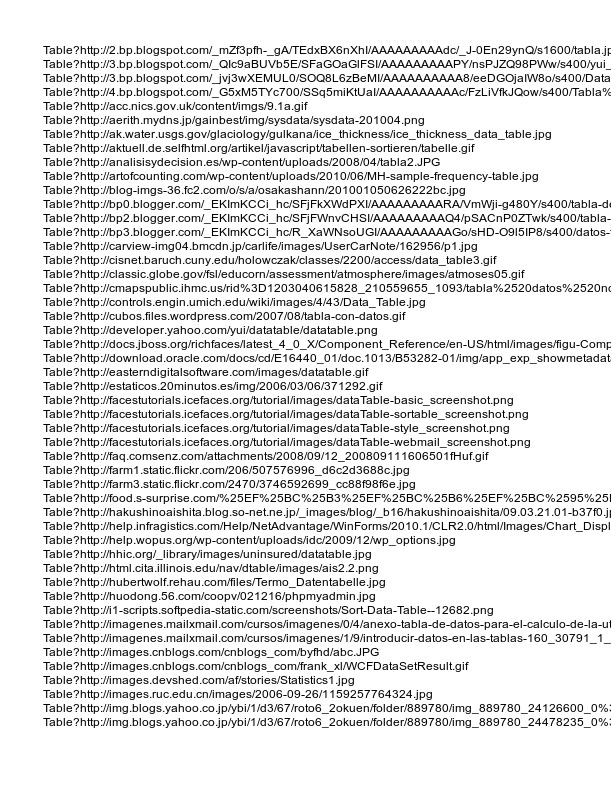 Table?http://2.bp.blogspot.com/_mZf3pfh-_gA/TEdxBX6nXhI/AAAAAAAAAdc/_J-0En29ynQ/s1600/tabla.jp
Table?http://3.bp.blogspot.com/_Qlc9aBUVb5E/SFaGOaGlFSI/AAAAAAAAAPY/nsPJZQ98PWw/s400/yui_
Table?http://3.bp.blogspot.com/_jvj3wXEMUL0/SOQ8L6zBeMI/AAAAAAAAAA8/eeDGOjaIW8o/s400/Data
Table?http://4.bp.blogspot.com/_G5xM5TYc700/SSq5miKtUaI/AAAAAAAAAAc/FzLiVfkJQow/s400/Tabla%
Table?http://acc.nics.gov.uk/content/imgs/9.1a.gif
Table?http://aerith.mydns.jp/gainbest/img/sysdata/sysdata-201004.png
Table?http://ak.water.usgs.gov/glaciology/gulkana/ice_thickness/ice_thickness_data_table.jpg
Table?http://aktuell.de.selfhtml.org/artikel/javascript/tabellen-sortieren/tabelle.gif
Table?http://analisisydecision.es/wp-content/uploads/2008/04/tabla2.JPG
Table?http://artofcounting.com/wp-content/uploads/2010/06/MH-sample-frequency-table.jpg
Table?http://blog-imgs-36.fc2.com/o/s/a/osakashann/201001050626222bc.jpg
Table?http://bp0.blogger.com/_EKImKCCi_hc/SFjFkXWdPXI/AAAAAAAAARA/VmWji-g480Y/s400/tabla-de
Table?http://bp2.blogger.com/_EKImKCCi_hc/SFjFWnvCHSI/AAAAAAAAAQ4/pSACnP0ZTwk/s400/tabla-
Table?http://bp3.blogger.com/_EKImKCCi_hc/R_XaWNsoUGI/AAAAAAAAAGo/sHD-O9I5IP8/s400/datos-
Table?http://carview-img04.bmcdn.jp/carlife/images/UserCarNote/162956/p1.jpg
Table?http://cisnet.baruch.cuny.edu/holowczak/classes/2200/access/data_table3.gif
Table?http://classic.globe.gov/fsl/educorn/assessment/atmosphere/images/atmoses05.gif
Table?http://cmapspublic.ihmc.us/rid%3D1203040615828_210559655_1093/tabla%2520datos%2520no
Table?http://controls.engin.umich.edu/wiki/images/4/43/Data_Table.jpg
Table?http://cubos.files.wordpress.com/2007/08/tabla-con-datos.gif
Table?http://developer.yahoo.com/yui/datatable/datatable.png
Table?http://docs.jboss.org/richfaces/latest_4_0_X/Component_Reference/en-US/html/images/figu-Comp
Table?http://download.oracle.com/docs/cd/E16440_01/doc.1013/B53282-01/img/app_exp_showmetadat
Table?http://easterndigitalsoftware.com/images/datatable.gif
Table?http://estaticos.20minutos.es/img/2006/03/06/371292.gif
Table?http://facestutorials.icefaces.org/tutorial/images/dataTable-basic_screenshot.png
Table?http://facestutorials.icefaces.org/tutorial/images/dataTable-sortable_screenshot.png
Table?http://facestutorials.icefaces.org/tutorial/images/dataTable-style_screenshot.png
Table?http://facestutorials.icefaces.org/tutorial/images/dataTable-webmail_screenshot.png
Table?http://faq.comsenz.com/attachments/2008/09/12_200809111606501fHuf.gif
Table?http://farm1.static.flickr.com/206/507576996_d6c2d3688c.jpg
Table?http://farm3.static.flickr.com/2470/3746592699_cc88f98f6e.jpg
Table?http://food.s-surprise.com/%25EF%25BC%25B3%25EF%25BC%25B6%25EF%25BC%2595%25E
Table?http://hakushinoaishita.blog.so-net.ne.jp/_images/blog/_b16/hakushinoaishita/09.03.21.01-b37f0.jp
Table?http://help.infragistics.com/Help/NetAdvantage/WinForms/2010.1/CLR2.0/html/Images/Chart_Displ
Table?http://help.wopus.org/wp-content/uploads/idc/2009/12/wp_options.jpg
Table?http://hhic.org/_library/images/uninsured/datatable.jpg
Table?http://html.cita.illinois.edu/nav/dtable/images/ais2.2.png
Table?http://hubertwolf.rehau.com/files/Termo_Datentabelle.jpg
Table?http://huodong.56.com/coopv/021216/phpmyadmin.jpg
Table?http://i1-scripts.softpedia-static.com/screenshots/Sort-Data-Table--12682.png
Table?http://imagenes.mailxmail.com/cursos/imagenes/0/4/anexo-tabla-de-datos-para-el-calculo-de-la-ut
Table?http://imagenes.mailxmail.com/cursos/imagenes/1/9/introducir-datos-en-las-tablas-160_30791_1_
Table?http://images.cnblogs.com/cnblogs_com/byfhd/abc.JPG
Table?http://images.cnblogs.com/cnblogs_com/frank_xl/WCFDataSetResult.gif
Table?http://images.devshed.com/af/stories/Statistics1.jpg
Table?http://images.ruc.edu.cn/images/2006-09-26/1159257764324.jpg
Table?http://img.blogs.yahoo.co.jp/ybi/1/d3/67/roto6_2okuen/folder/889780/img_889780_24126600_0%3
Table?http://img.blogs.yahoo.co.jp/ybi/1/d3/67/roto6_2okuen/folder/889780/img_889780_24478235_0%3